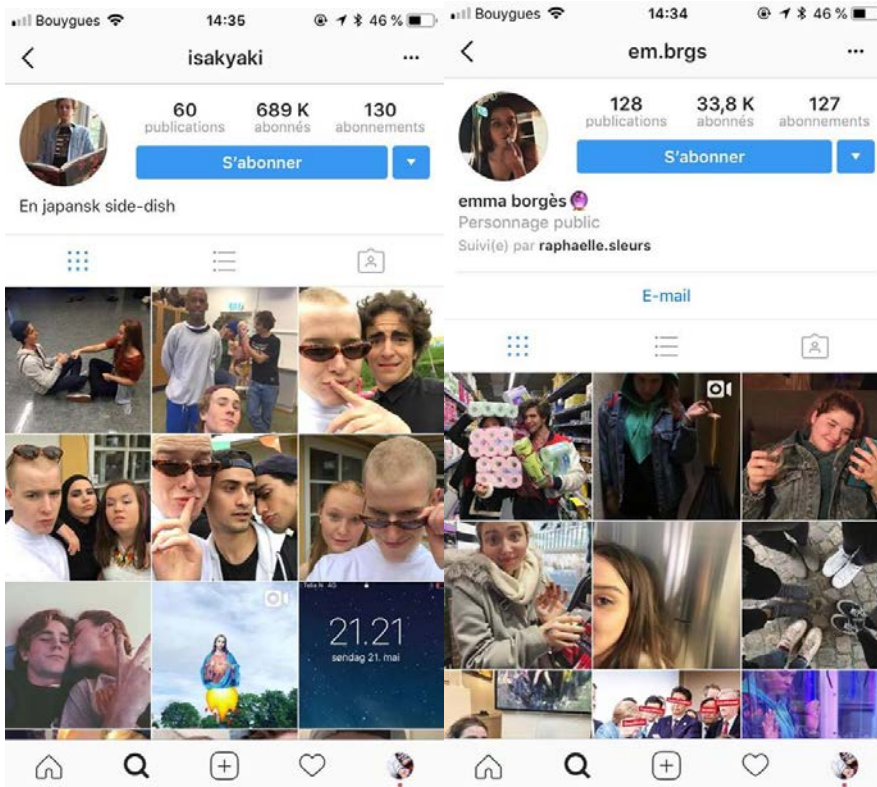 Bouygues 14:35 46 %
isakyaki
60 689 K 130
publications abonnés abonnements
S'abonner
En japansk side-dish
Telia N 4G
21.21
søndag 21. mai
Bouygues 14:34 46 %
em.brgs
128 33,8 K 127
publications abonnés abonnements
S'abonner
emma borgès
Personnage public
Suivi(e) par raphaelle.sleurs
E-mail